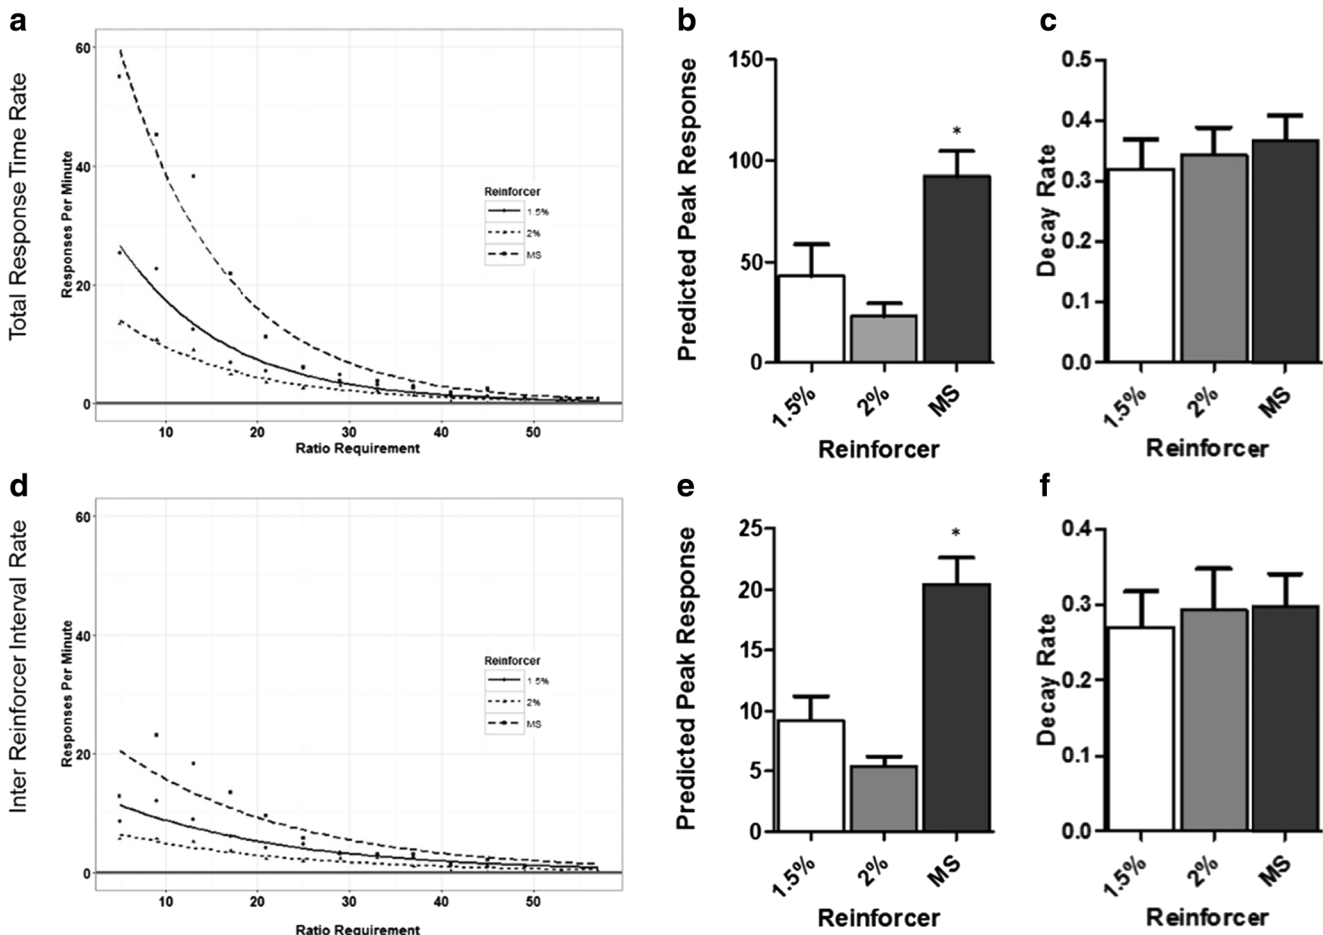 a
Total Response Time Rate
Responses Per Minute
60
40
20
0
10 20 30 40 50
Ratio Requirement
Reinforcer
1.5%
2%
MS
b
Predicted Peak Response
150
100
50
0
*
1.5% 2% MS
Reinforcer
c
Decay Rate
0.5
0.4
0.3
0.2
0.1
0.0
1.5% 2% MS
Reinforcer
d
Inter Reinforcer Interval Rate
Responses Per Minute
60
40
20
0
10 20 30 40 50
Ratio Requirement
Reinforcer
1.5%
2%
MS
e
Predicted Peak Response
25
20
15
10
5
0
*
1.5% 2% MS
Reinforcer
f
Decay Rate
0.4
0.3
0.2
0.1
0.0
1.5% 2% MS
Reinforcer